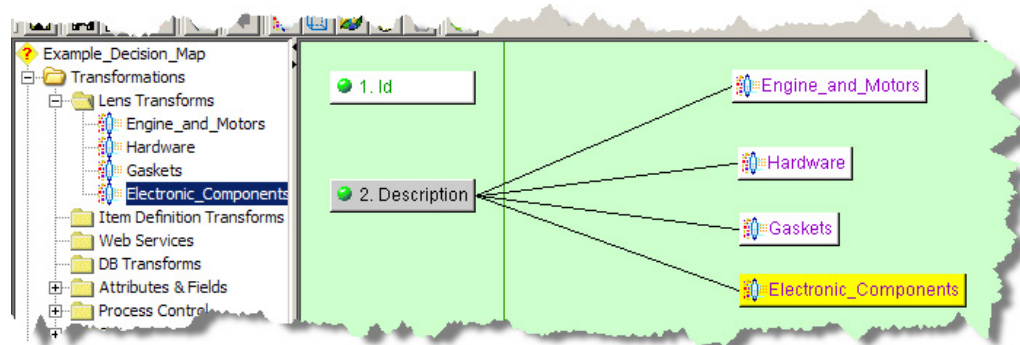 Example_Decision_Map
Transformations
Lens Transforms
Engine_and_Motors
Hardware
Gaskets
Electronic_Components
Item Definition Transforms
Web Services
DB Transforms
Attributes & Fields
Process Control
1. Id
2. Description
Engine_and_Motors
Hardware
Gaskets
Electronic_Components